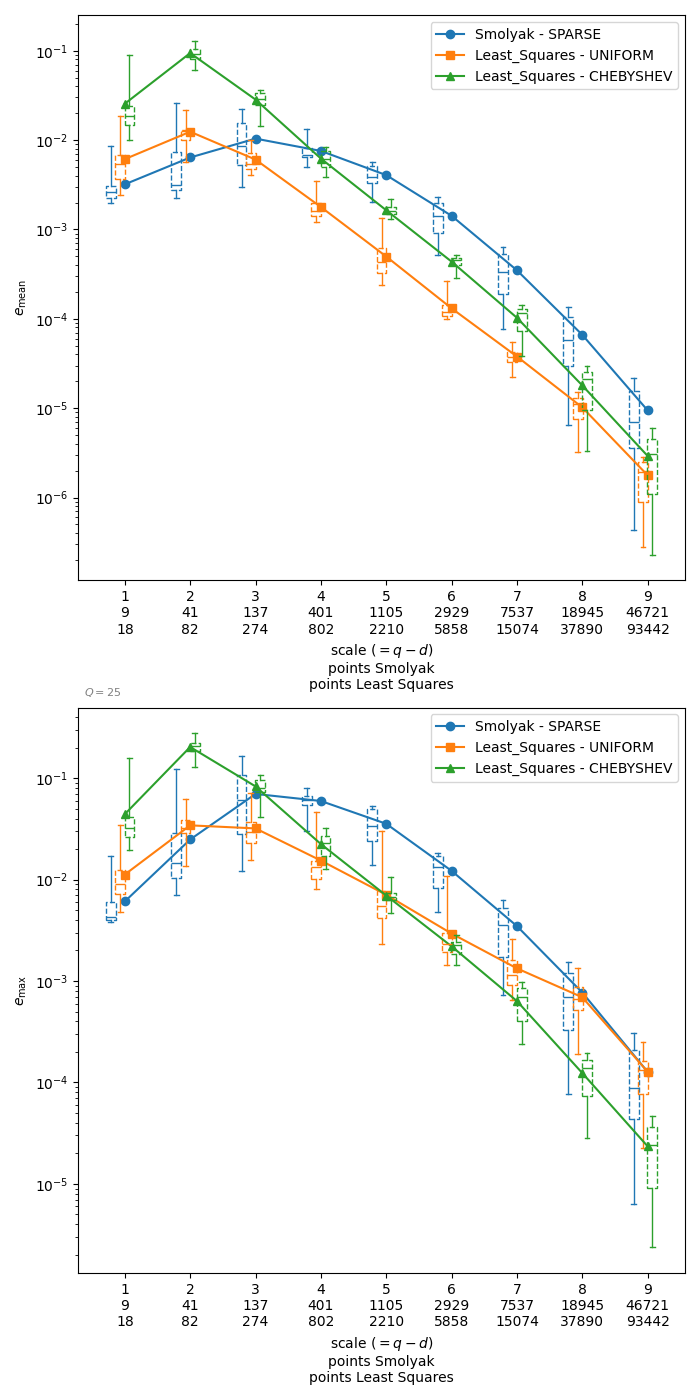 Smolyak - SPARSE
Least_Squares - UNIFORM
Least_Squares - CHEBYSHEV
10⁻¹
10⁻²
10⁻³
10⁻⁴
10⁻⁵
10⁻⁶
e_mean
1 2 3 4 5 6 7 8 9
9 41 137 401 1105 2929 7537 18945 46721
18 82 274 802 2210 5858 15074 37890 93442
scale (= q − d)
points Smolyak
points Least Squares
Q = 25
Smolyak - SPARSE
Least_Squares - UNIFORM
Least_Squares - CHEBYSHEV
10⁻¹
10⁻²
10⁻³
10⁻⁴
10⁻⁵
e_max
1 2 3 4 5 6 7 8 9
9 41 137 401 1105 2929 7537 18945 46721
18 82 274 802 2210 5858 15074 37890 93442
scale (= q − d)
points Smolyak
points Least Squares